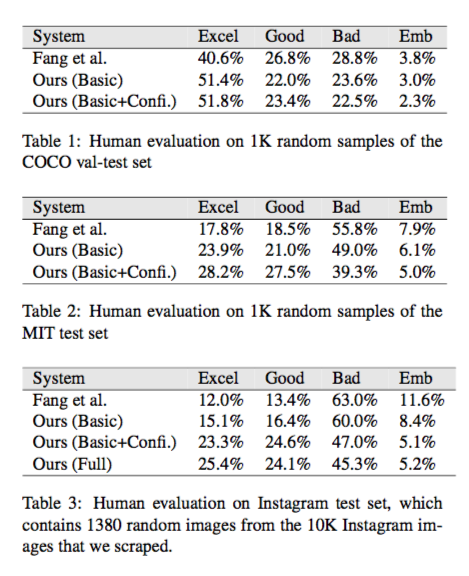 System Excel Good Bad Emb
Fang et al. 40.6% 26.8% 28.8% 3.8%
Ours (Basic) 51.4% 22.0% 23.6% 3.0%
Ours (Basic+Confi.) 51.8% 23.4% 22.5% 2.3%
Table 1: Human evaluation on 1K random samples of the
COCO val-test set
System Excel Good Bad Emb
Fang et al. 17.8% 18.5% 55.8% 7.9%
Ours (Basic) 23.9% 21.0% 49.0% 6.1%
Ours (Basic+Confi.) 28.2% 27.5% 39.3% 5.0%
Table 2: Human evaluation on 1K random samples of the
MIT test set
System Excel Good Bad Emb
Fang et al. 12.0% 13.4% 63.0% 11.6%
Ours (Basic) 15.1% 16.4% 60.0% 8.4%
Ours (Basic+Confi.) 23.3% 24.6% 47.0% 5.1%
Ours (Full) 25.4% 24.1% 45.3% 5.2%
Table 3: Human evaluation on Instagram test set, which
contains 1380 random images from the 10K Instagram im-
ages that we scraped.